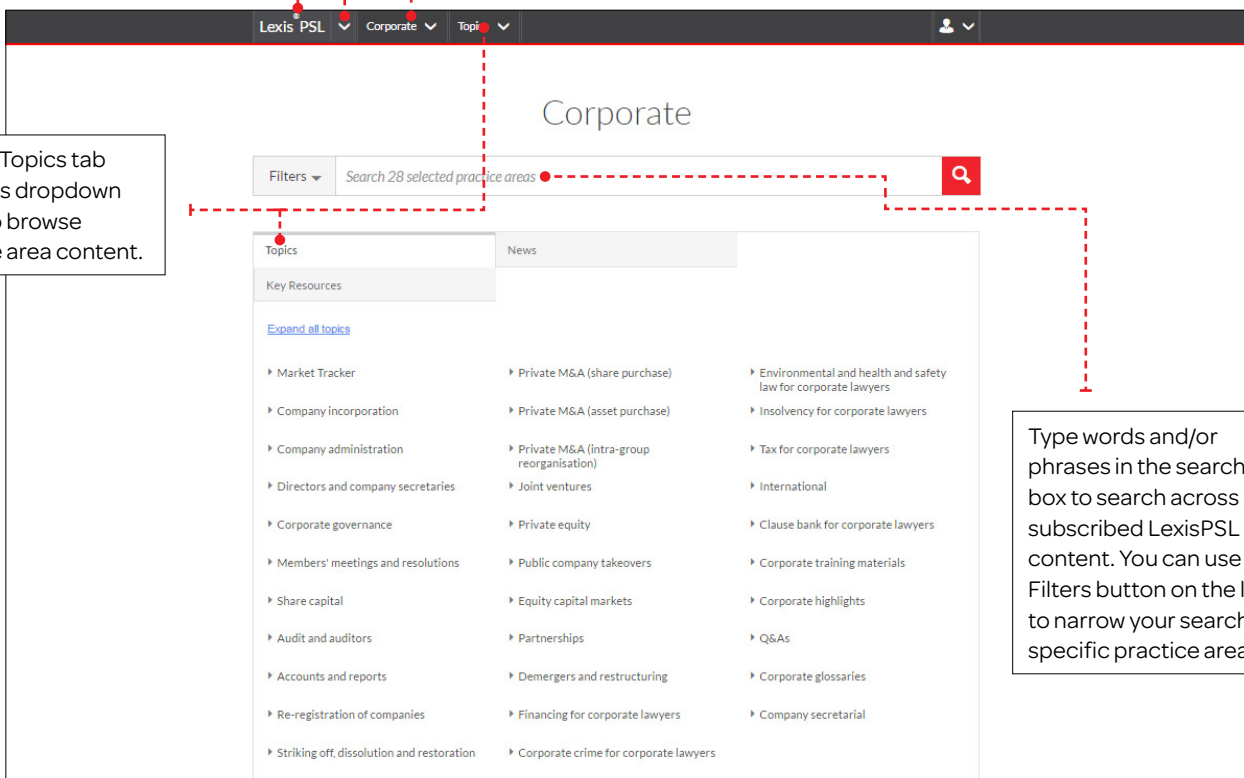 Lexis®PSL
Corporate
Topics
Corporate
Topics tab
s dropdown
browse
area content.
Filters
Search 28 selected practice areas
Topics
News
Key Resources
Expand all topics
Market Tracker
Company incorporation
Company administration
Directors and company secretaries
Corporate governance
Members' meetings and resolutions
Share capital
Audit and auditors
Accounts and reports
Re-registration of companies
Striking off, dissolution and restoration
Private M&A (share purchase)
Private M&A (asset purchase)
Private M&A (intra-group
reorganisation)
Joint ventures
Private equity
Public company takeovers
Equity capital markets
Partnerships
Demergers and restructuring
Financing for corporate lawyers
Corporate crime for corporate lawyers
Environmental and health and safety
law for corporate lawyers
Insolvency for corporate lawyers
Tax for corporate lawyers
International
Clause bank for corporate lawyers
Corporate training materials
Corporate highlights
Q&As
Corporate glossaries
Company secretarial
Type words and/or
phrases in the search
box to search across
subscribed LexisPSL
content. You can use
Filters button on the l
to narrow your search
specific practice area